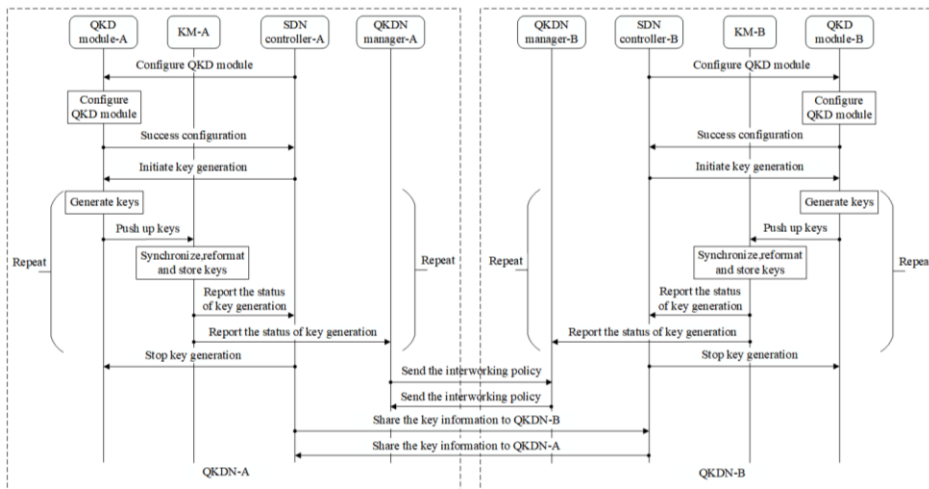 QKD
module-A
KM-A
SDN
controller-A
QKDN
manager-A
QKDN
manager-B
SDN
controller-B
KM-B
QKD
module-B
Configure QKD module
Configure QKD module
Configure
QKD module
Configure
QKD module
Success configuration
Success configuration
Initiate key generation
Initiate key generation
Generate keys
Generate keys
Push up keys
Push up keys
Repeat
Synchronize,reformat
and store keys
Repeat
Repeat
Synchronize,reformat
and store keys
Repeat
Report the status
of key generation
Report the status
of key generation
Report the status of key generation
Report the status of key generation
Stop key generation
Stop key generation
Send the interworking policy
Send the interworking policy
Share the key information to QKDN-B
Share the key information to QKDN-A
QKDN-A
QKDN-B